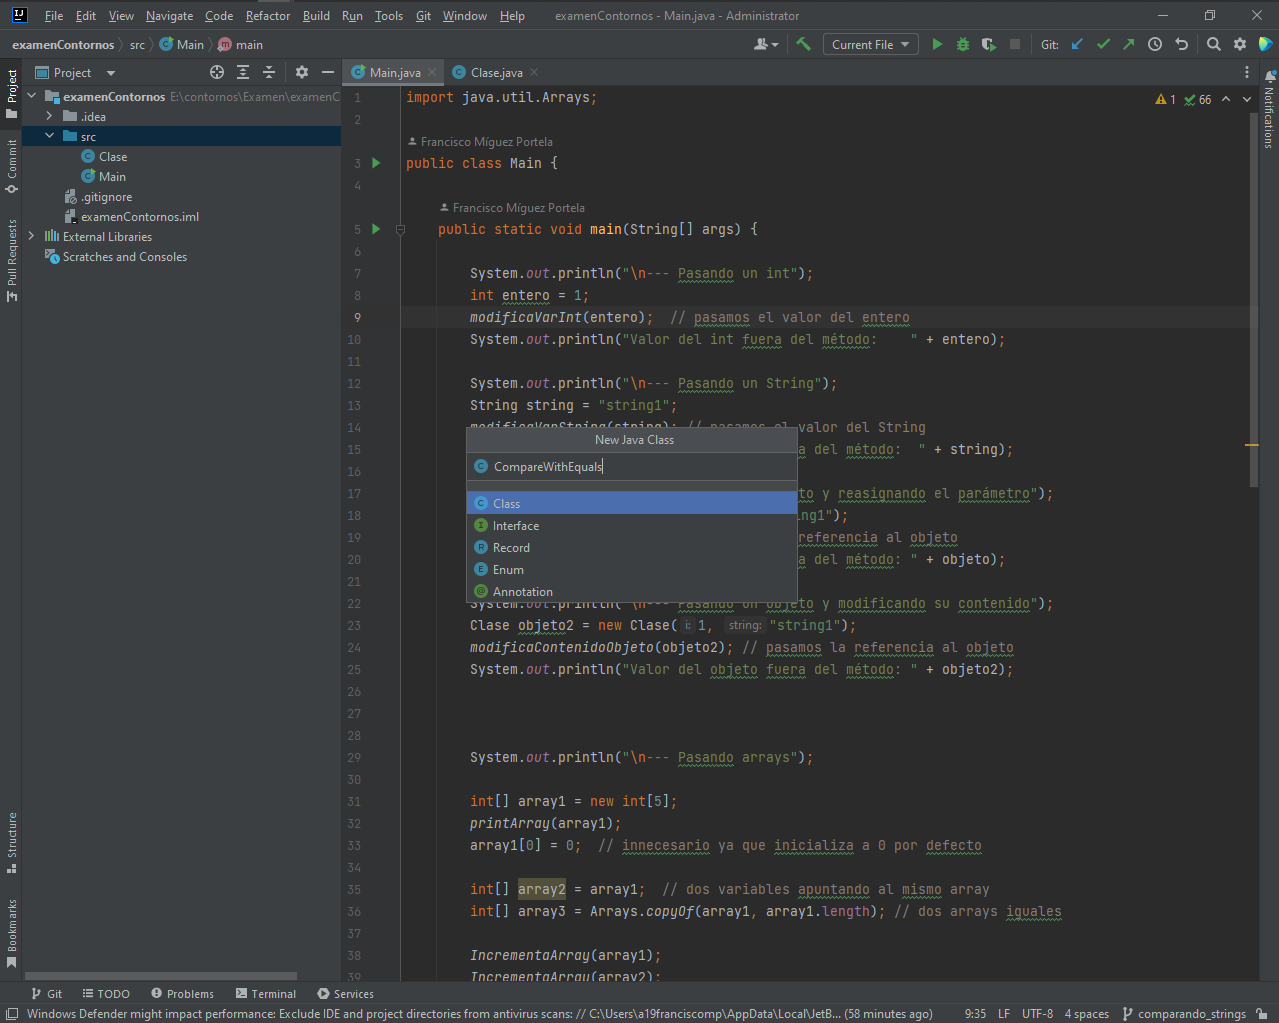 IJ File Edit View Navigate Code Refactor Build Run Tools Git Window Help examenContornos - Main.java - Administrator
examenContornos src Main main Current File Git:
Project
Main.java Clase.java
examenContornos E:\contornos\Examen\examenC
.idea
src
Clase
Main
.gitignore
examenContornos.iml
External Libraries
Scratches and Consoles
Project
Commit
Pull Requests
Structure
Bookmarks
Notifications
1 66
1 import java.util.Arrays;
2
Francisco Míguez Portela
3 public class Main {
4
Francisco Míguez Portela
5 public static void main(String[] args) {
6
7 System.out.println("\n--- Pasando un int");
8 int entero = 1;
9 modificaVarInt(entero); // pasamos el valor del entero
10 System.out.println("Valor del int fuera del método:    " + entero);
11
12 System.out.println("\n--- Pasando un String");
13 String string = "string1";
14 modificaVarString(string); // pasamos el valor del String
15 a del método:  " + string);
16
17 to y reasignando el parámetro");
18 ing1");
19 referencia al objeto
20 a del método: " + objeto);
21
22 System.out.println("\n--- Pasando un objeto y modificando su contenido");
23 Clase objeto2 = new Clase( i: 1, string: "string1");
24 modificaContenidoObjeto(objeto2); // pasamos la referencia al objeto
25 System.out.println("Valor del objeto fuera del método: " + objeto2);
26
27
28
29 System.out.println("\n--- Pasando arrays");
30
31 int[] array1 = new int[5];
32 printArray(array1);
33 array1[0] = 0; // innecesario ya que inicializa a 0 por defecto
34
35 int[] array2 = array1; // dos variables apuntando al mismo array
36 int[] array3 = Arrays.copyOf(array1, array1.length); // dos arrays iguales
37
38 IncrementaArray(array1);
39 IncrementaArray(array2);
New Java Class
CompareWithEquals
Class
Interface
Record
Enum
Annotation
Git TODO Problems Terminal Services
Windows Defender might impact performance: Exclude IDE and project directories from antivirus scans: // C:\Users\a19franciscomp\AppData\Local\JetB... (58 minutes ago) 9:35 LF UTF-8 4 spaces comparando_strings